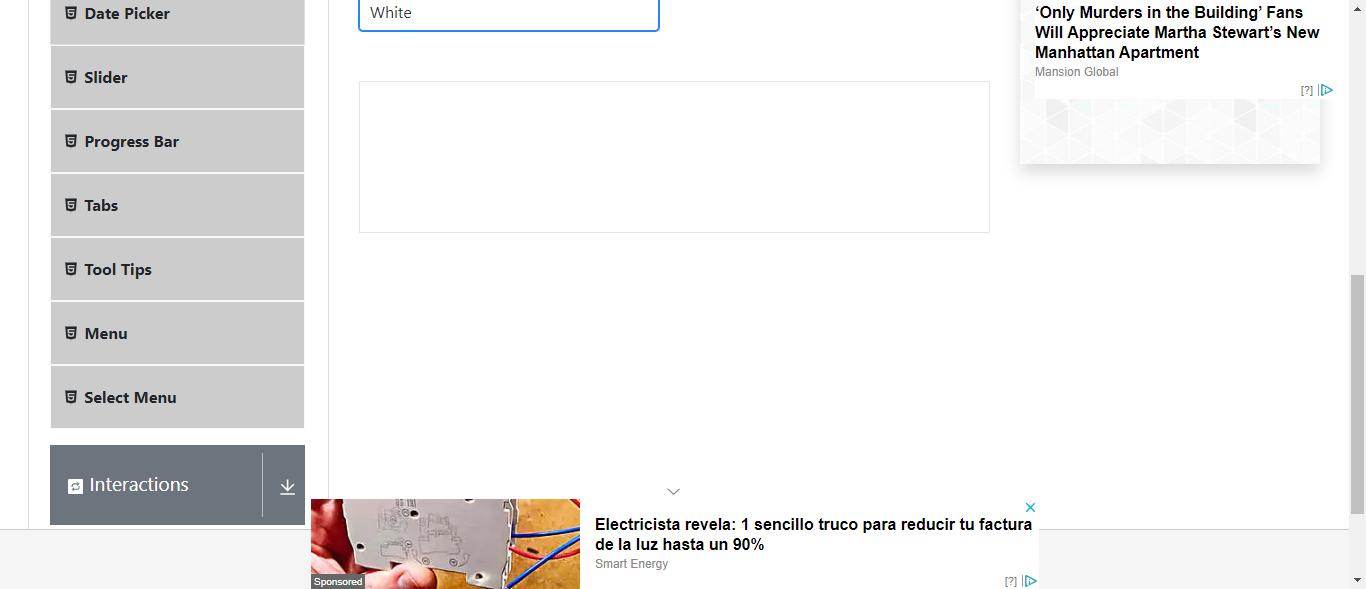 Date Picker
Slider
Progress Bar
Tabs
Tool Tips
Menu
Select Menu
Interactions
White
‘Only Murders in the Building’ Fans
Will Appreciate Martha Stewart’s New
Manhattan Apartment
Mansion Global
[?]
Electricista revela: 1 sencillo truco para reducir tu factura
de la luz hasta un 90%
Smart Energy
Sponsored
[?]